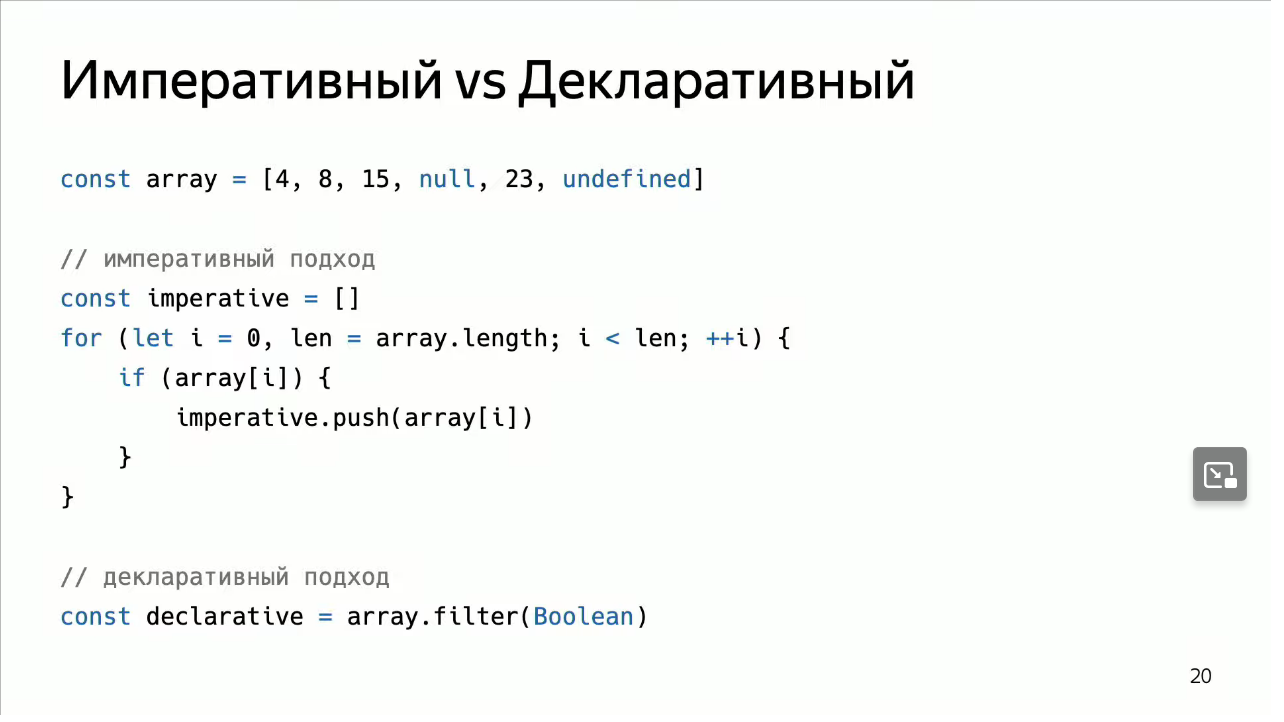 Императивный vs Декларативный
const array = [4, 8, 15, null, 23, undefined]
// императивный подход
const imperative = []
for (let i = 0, len = array.length; i < len; ++i) {
if (array[i]) {
imperative.push(array[i])
}
}
// декларативный подход
const declarative = array.filter(Boolean)
20